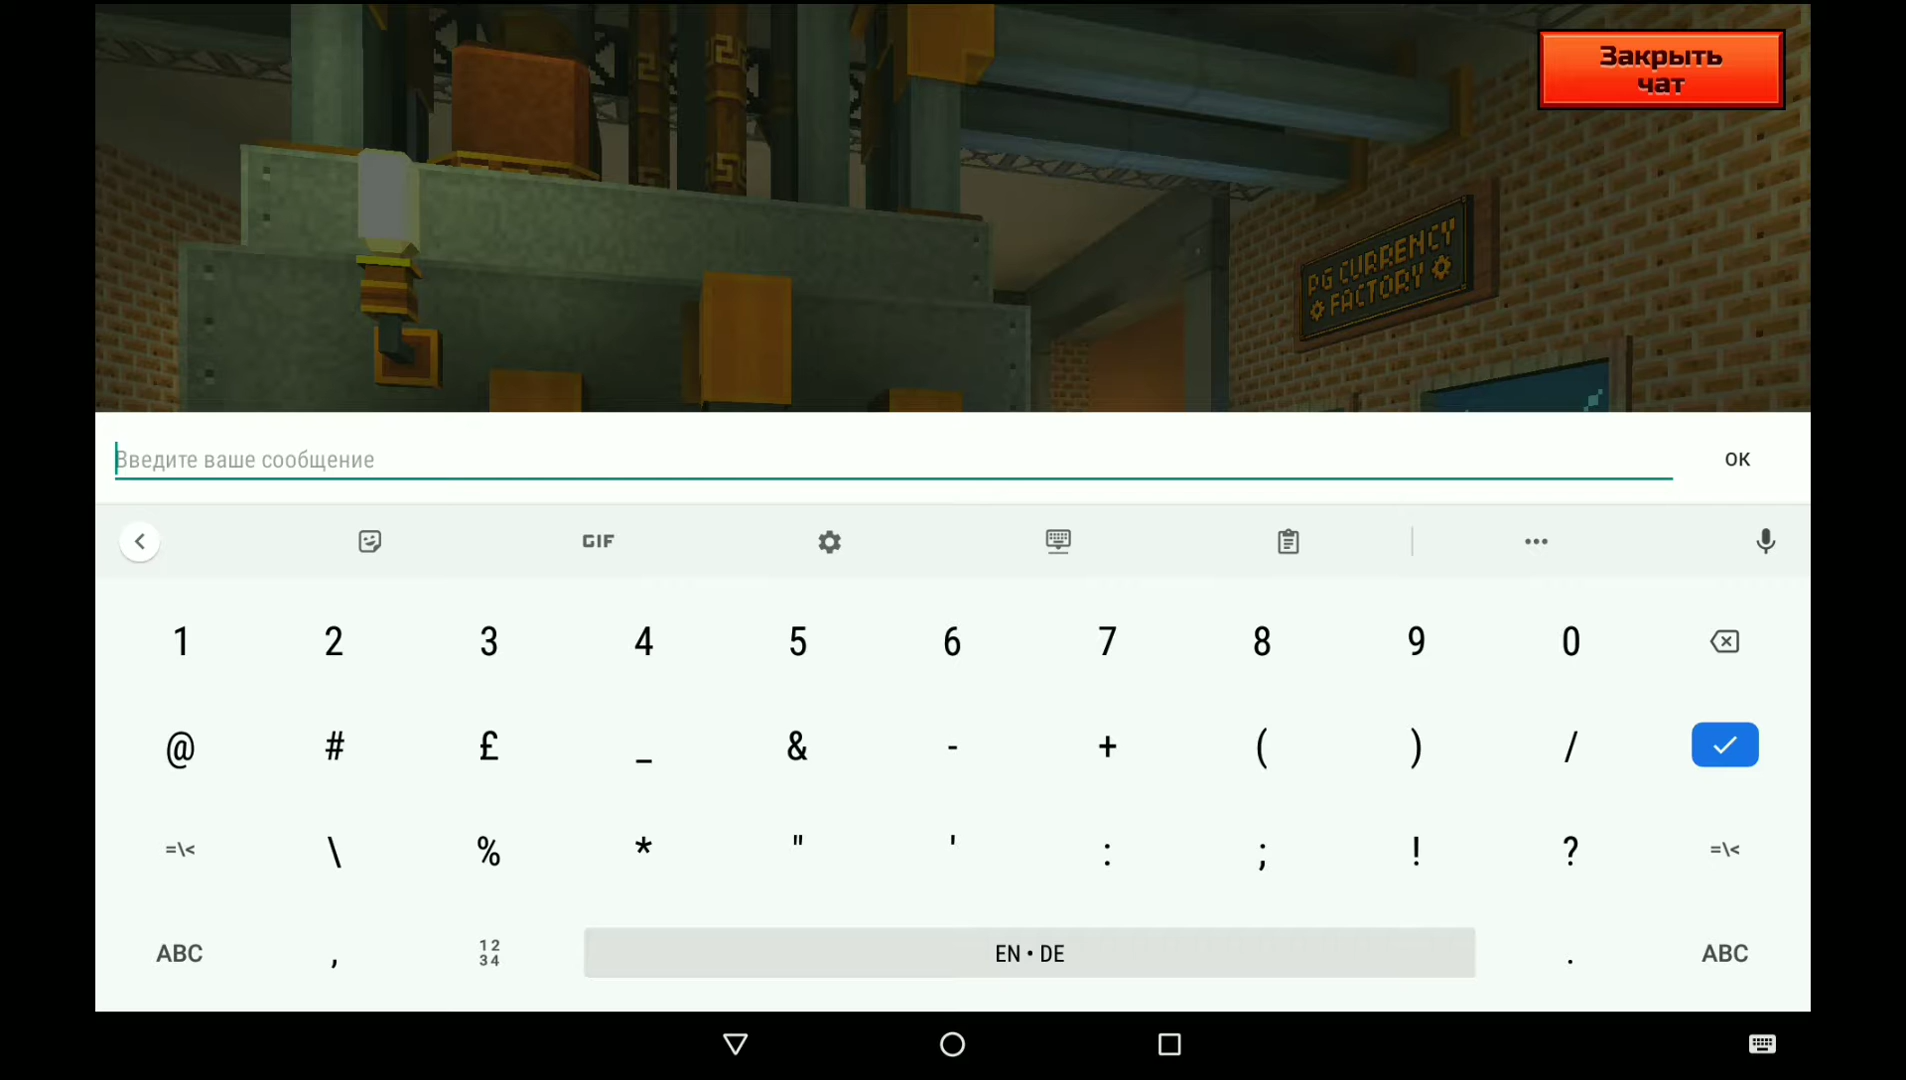 Закрыть
чат
PG CURRENCY
FACTORY
Введите ваше сообщение
OK
GIF
1 2 3 4 5 6 7 8 9 0
@ # £ _ & - + ( ) /
=\< \ % * " ' : ; ! ? =\<
ABC , 12 EN • DE . ABC
34